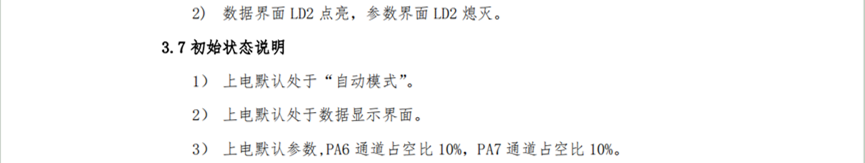 2) 数据界面 LD2 点亮，参数界面 LD2 熄灭。
3.7 初始状态说明
1) 上电默认处于“自动模式”。
2) 上电默认处于数据显示界面。
3) 上电默认参数,PA6 通道占空比 10%，PA7 通道占空比 10%。